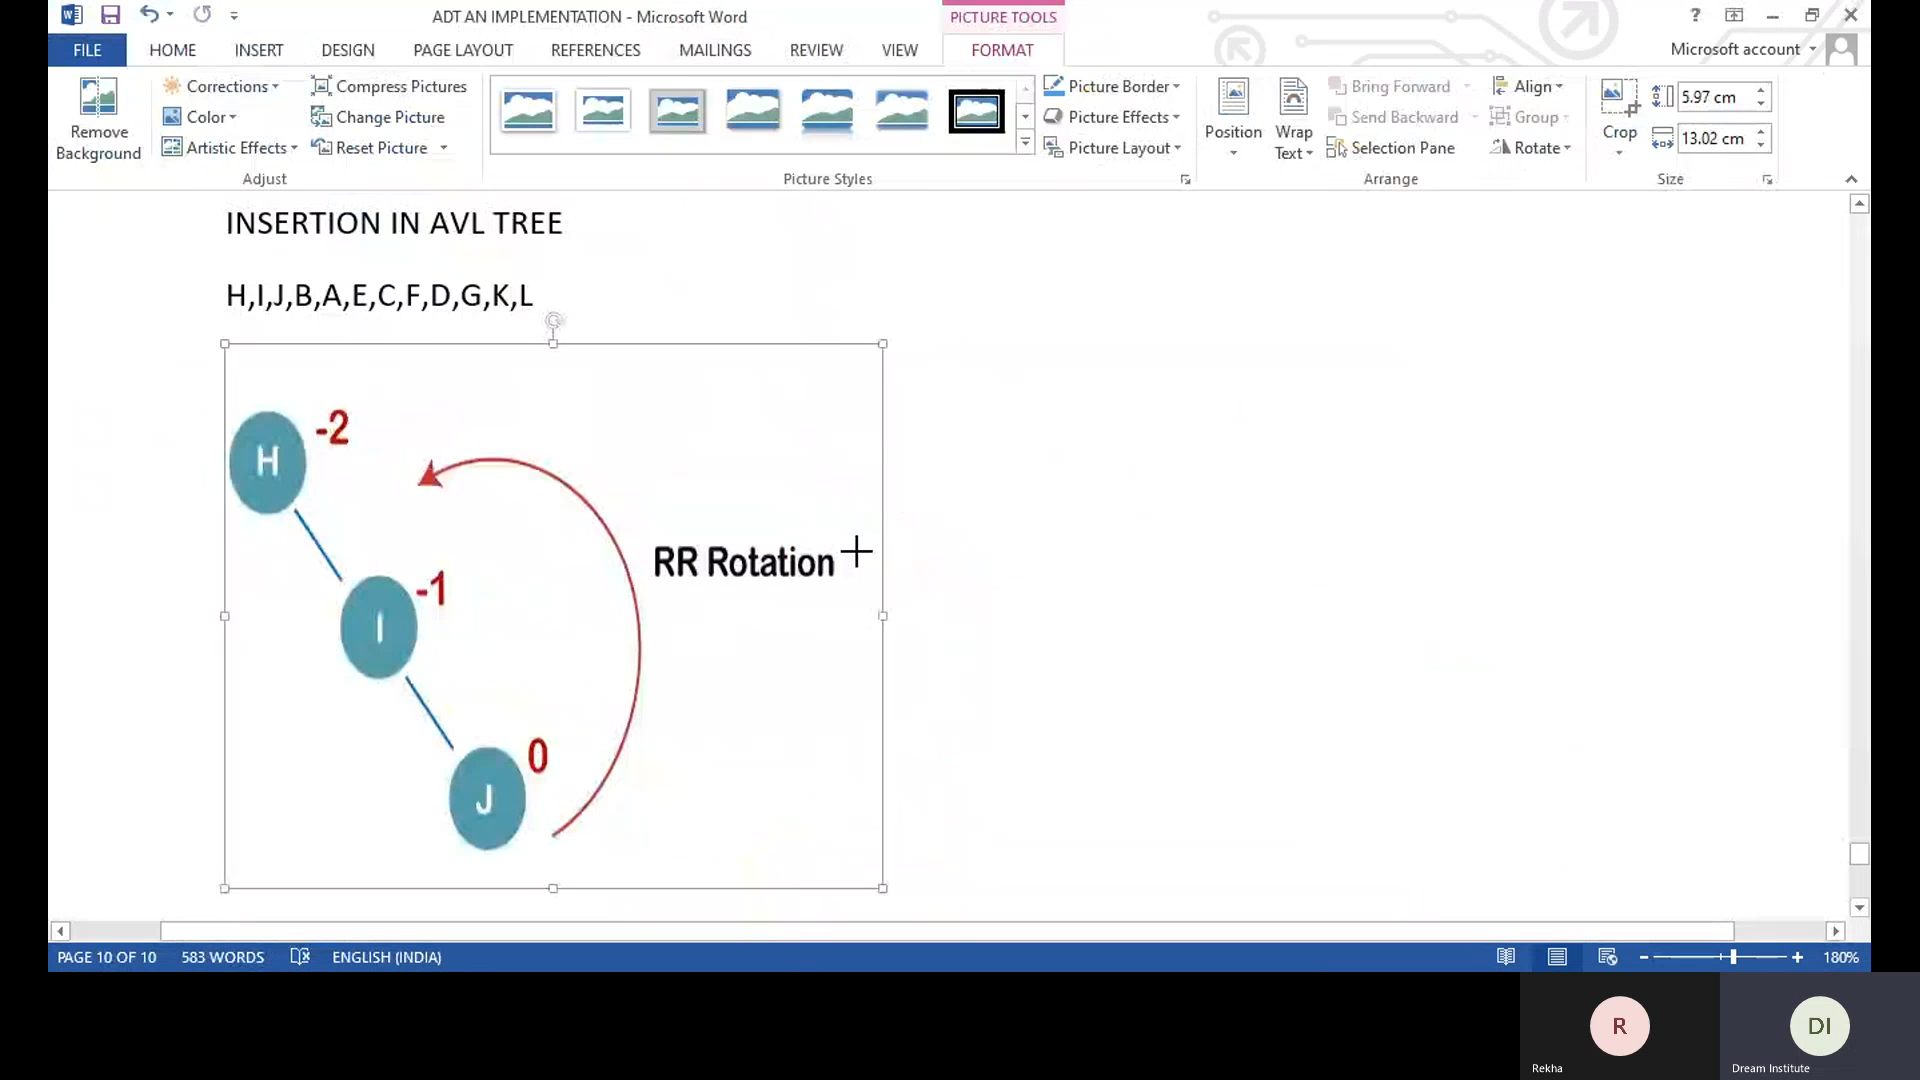 ADT AN IMPLEMENTATION - Microsoft Word
PICTURE TOOLS
?
FILE HOME INSERT DESIGN PAGE LAYOUT REFERENCES MAILINGS REVIEW VIEW FORMAT
Microsoft account
Remove Background
Corrections
Color
Artistic Effects
Compress Pictures
Change Picture
Reset Picture
Adjust
Picture Styles
Picture Border
Picture Effects
Picture Layout
Position
Wrap Text
Bring Forward
Send Backward
Selection Pane
Align
Group
Rotate
Arrange
Crop
5.97 cm
13.02 cm
Size
INSERTION IN AVL TREE
H,I,J,B,A,E,C,F,D,G,K,L
H -2
I -1
J 0
RR Rotation
PAGE 10 OF 10 583 WORDS ENGLISH (INDIA)
180%
R
Rekha
DI
Dream Institute